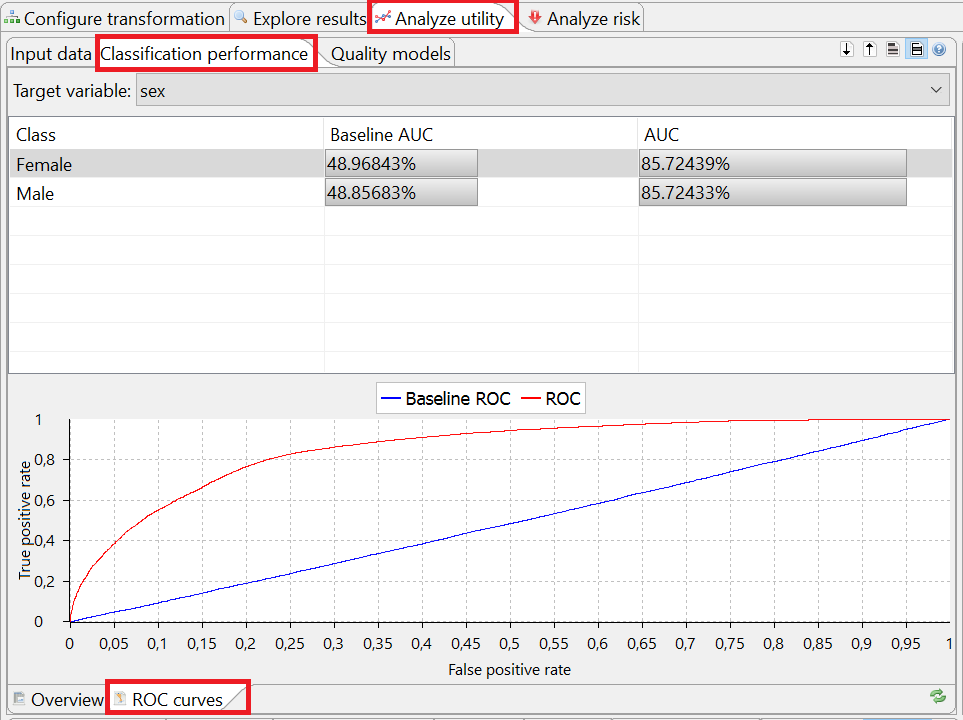 Configure transformation Explore results Analyze utility Analyze risk
Input data Classification performance Quality models
Target variable: sex
Class Baseline AUC AUC
Female 48.96843% 85.72439%
Male 48.85683% 85.72433%
Baseline ROC ROC
1
0,8
0,6
0,4
0,2
0
True positive rate
0 0,05 0,1 0,15 0,2 0,25 0,3 0,35 0,4 0,45 0,5 0,55 0,6 0,65 0,7 0,75 0,8 0,85 0,9 0,95 1
False positive rate
Overview ROC curves